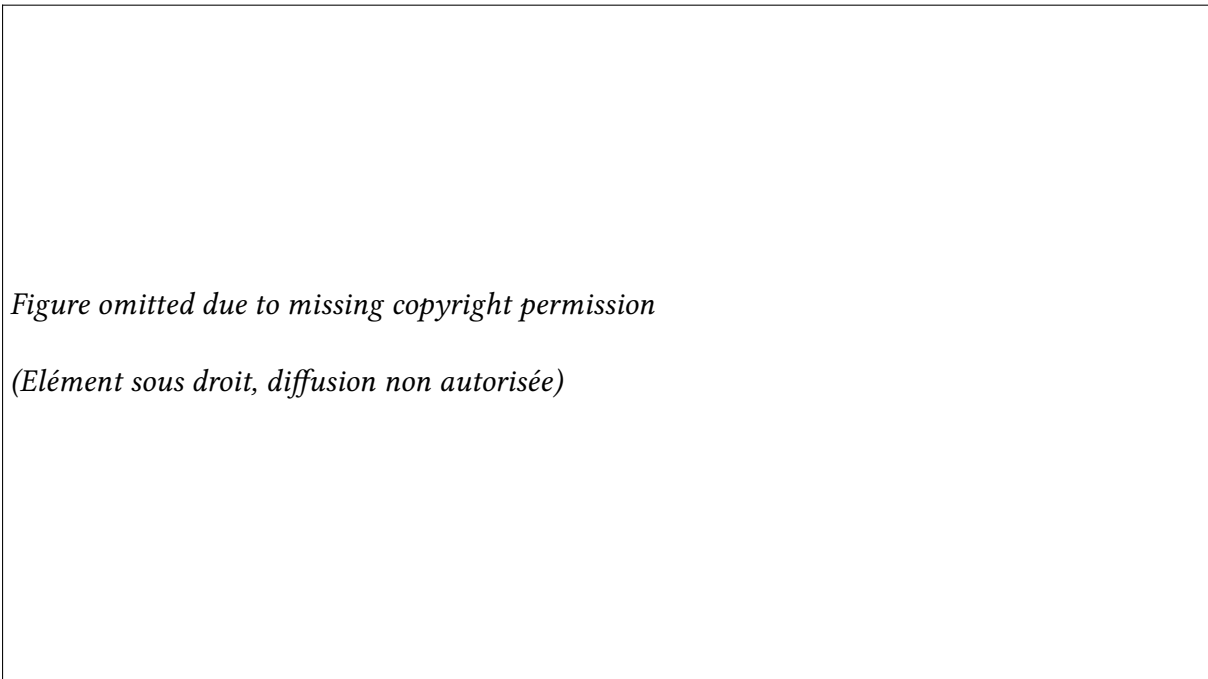 Figure omitted due to missing copyright permission
(Elément sous droit, diffusion non autorisée)